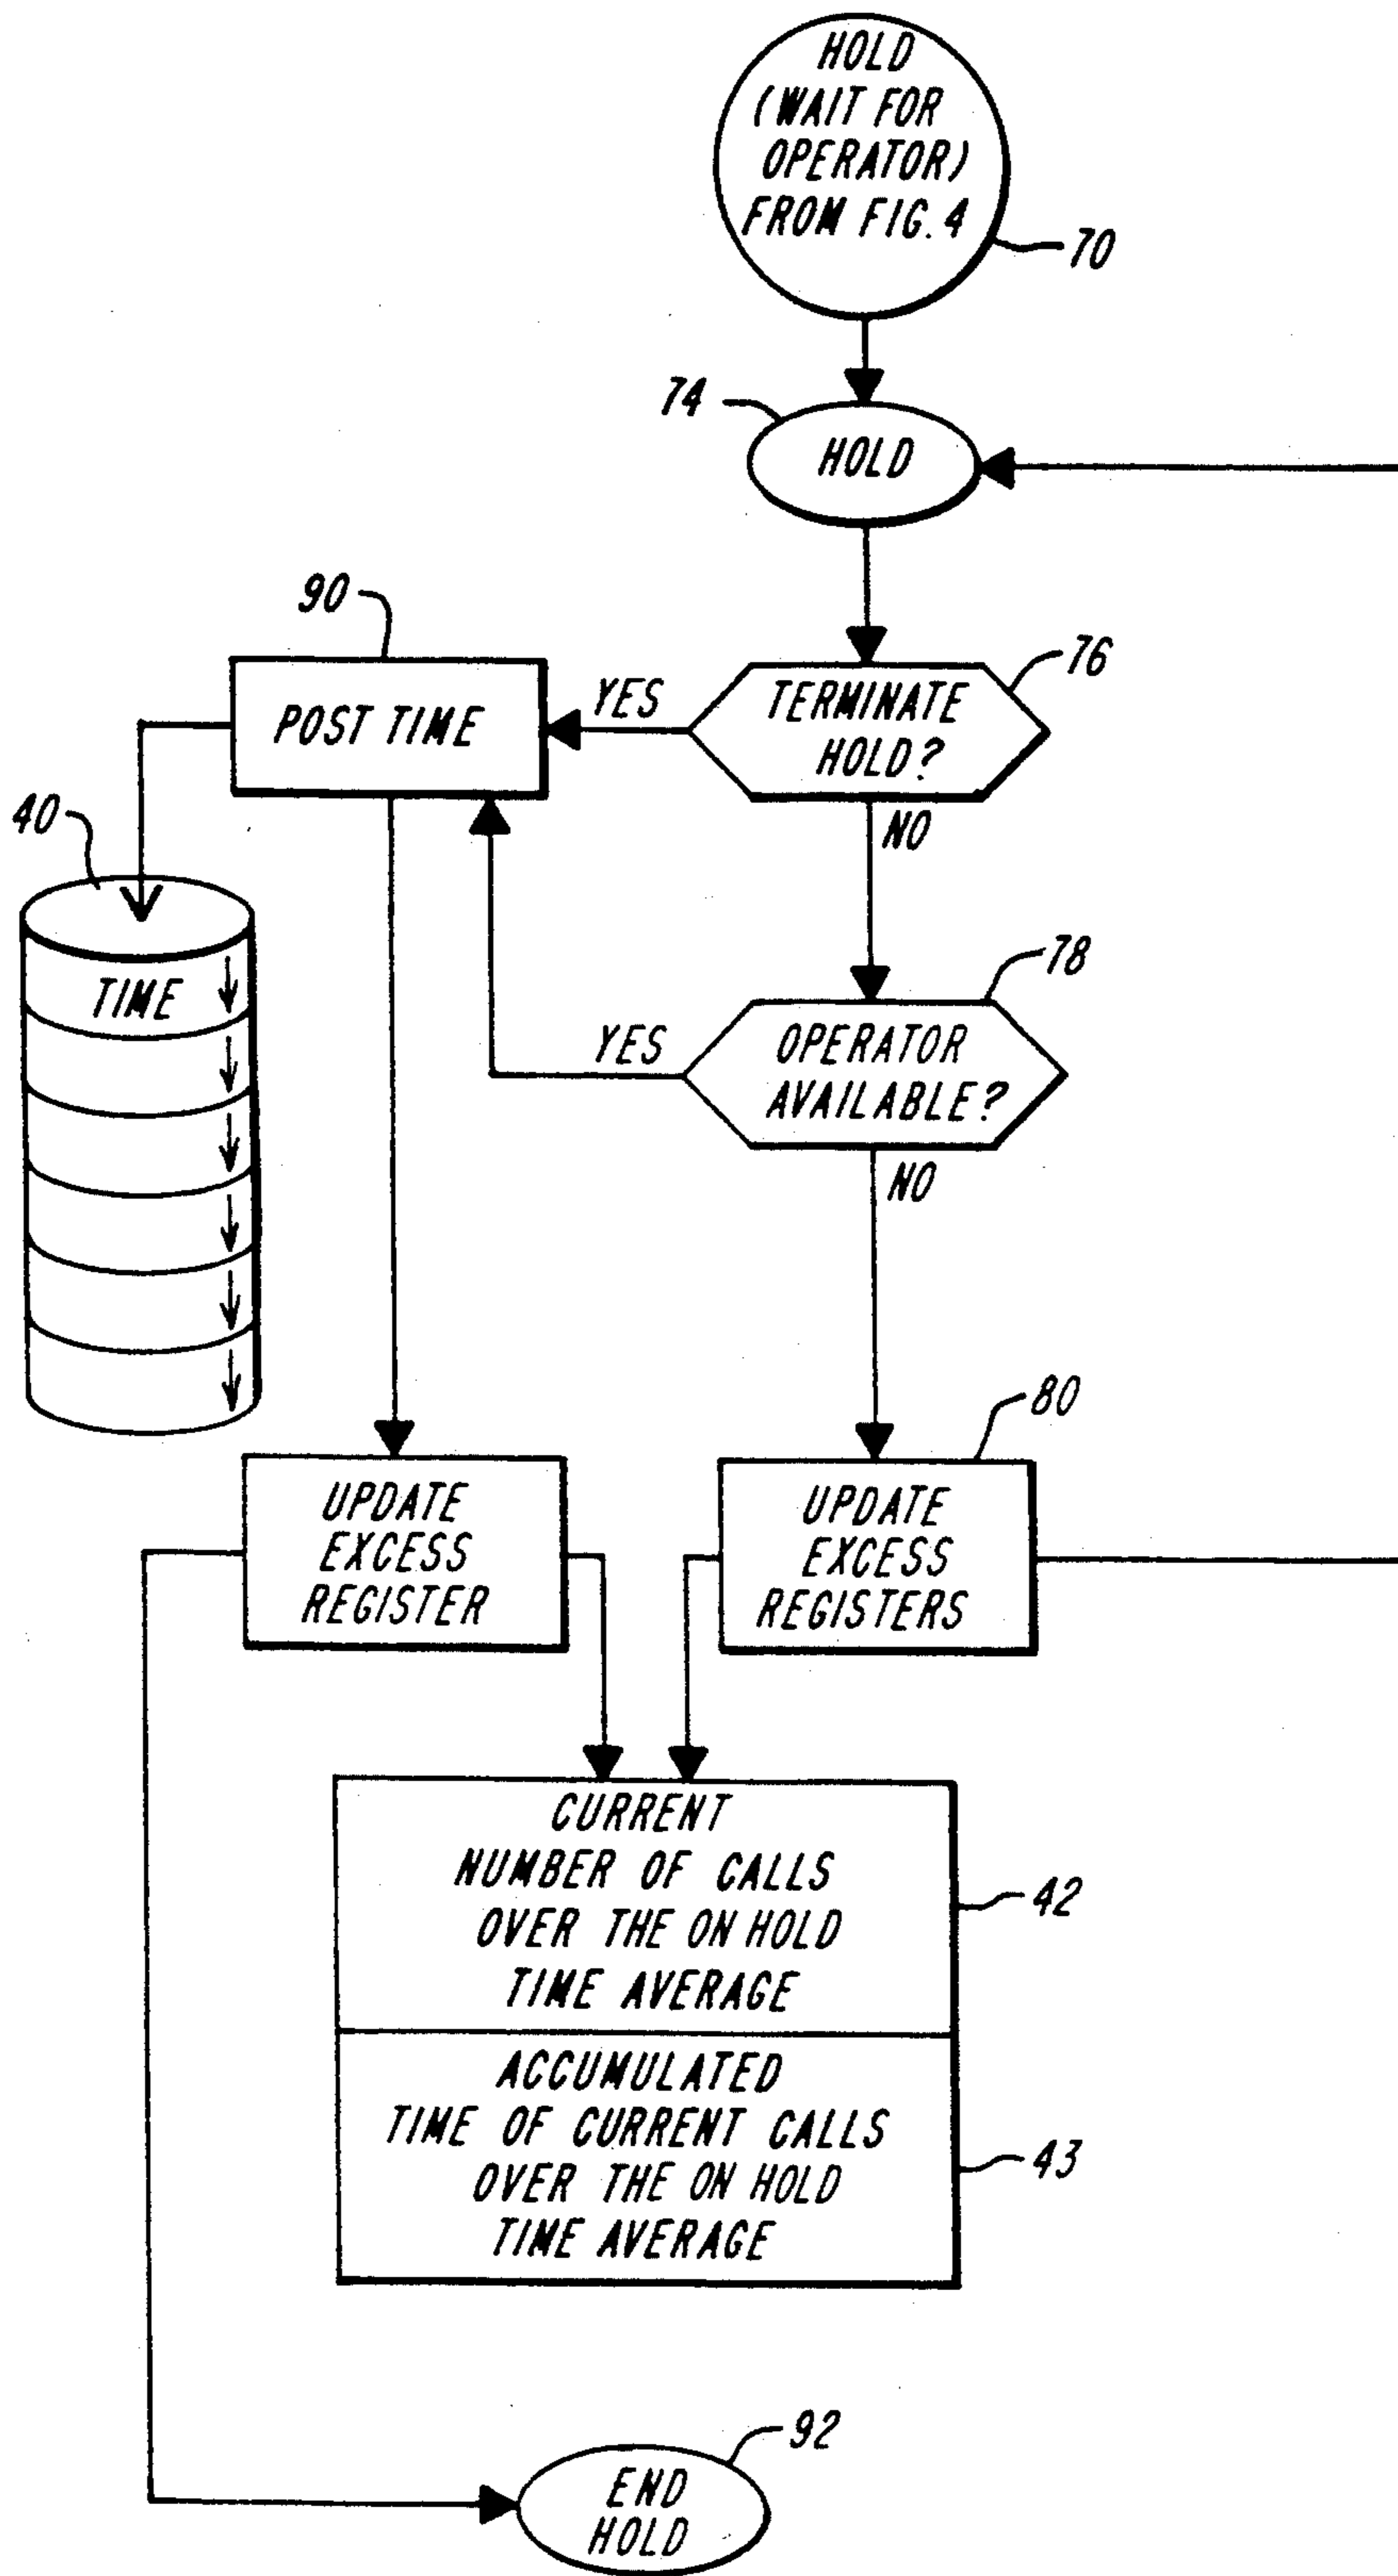 HOLD
(WAIT FOR
OPERATOR)
FROM FIG. 4
70
74
HOLD
90
76
POST TIME
YES
TERMINATE
HOLD?
NO
40
TIME
78
YES
OPERATOR
AVAILABLE?
NO
80
UPDATE
EXCESS
REGISTER
UPDATE
EXCESS
REGISTERS
CURRENT
NUMBER OF CALLS
OVER THE ON HOLD
TIME AVERAGE
42
ACCUMULATED
TIME OF CURRENT CALLS
OVER THE ON HOLD
TIME AVERAGE
43
92
END
HOLD